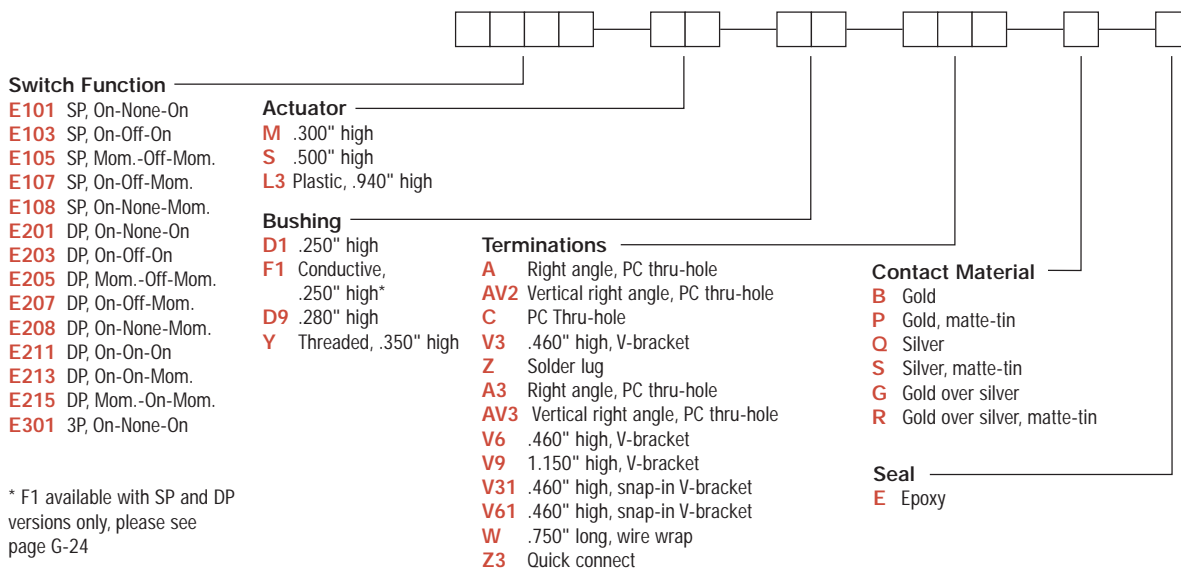 Switch Function
E101 SP, On-None-On
E103 SP, On-Off-On
E105 SP, Mom.-Off-Mom.
E107 SP, On-Off-Mom.
E108 SP, On-None-Mom.
E201 DP, On-None-On
E203 DP, On-Off-On
E205 DP, Mom.-Off-Mom.
E207 DP, On-Off-Mom.
E208 DP, On-None-Mom.
E211 DP, On-On-On
E213 DP, On-On-Mom.
E215 DP, Mom.-On-Mom.
E301 3P, On-None-On
* F1 available with SP and DP
versions only, please see
page G-24
Actuator
M .300" high
S .500" high
L3 Plastic, .940" high
Bushing
D1 .250" high
F1 Conductive,
.250" high*
D9 .280" high
Y Threaded, .350" high
Terminations
A Right angle, PC thru-hole
AV2 Vertical right angle, PC thru-hole
C PC Thru-hole
V3 .460" high, V-bracket
Z Solder lug
A3 Right angle, PC thru-hole
AV3 Vertical right angle, PC thru-hole
V6 .460" high, V-bracket
V9 1.150" high, V-bracket
V31 .460" high, snap-in V-bracket
V61 .460" high, snap-in V-bracket
W .750" long, wire wrap
Z3 Quick connect
Contact Material
B Gold
P Gold, matte-tin
Q Silver
S Silver, matte-tin
G Gold over silver
R Gold over silver, matte-tin
Seal
E Epoxy